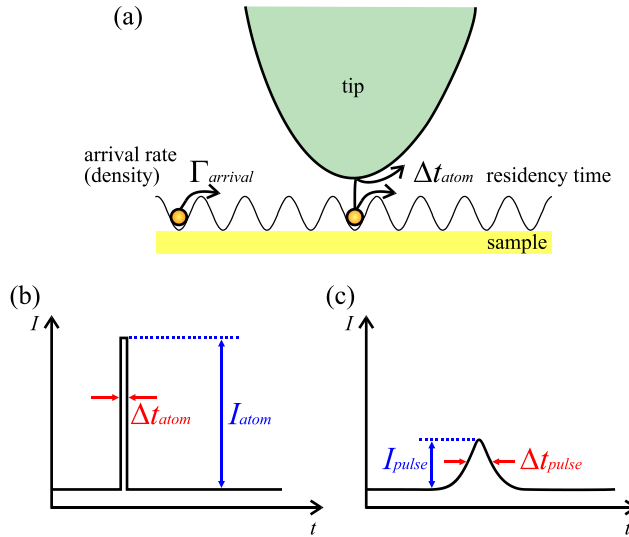 (a)
tip
arrival rate
(density)
Γarrival
Δtatom residency time
sample
(b)
I
Δtatom
Iatom
t
(c)
I
Ipulse
Δtpulse
t